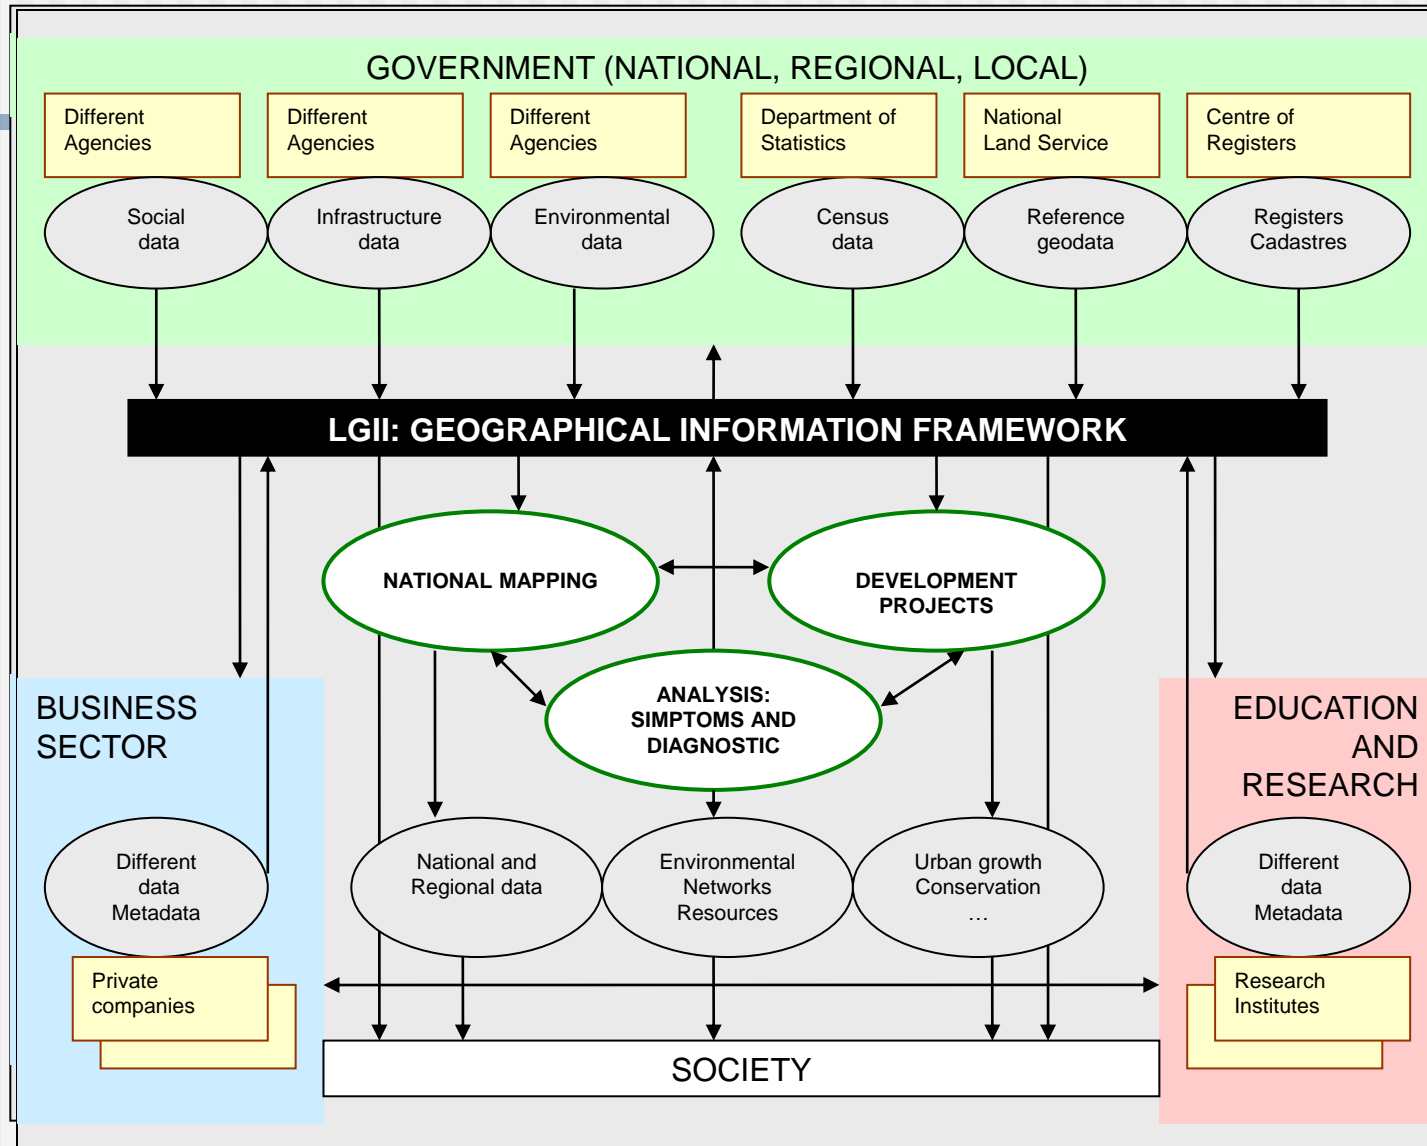 GOVERNMENT (NATIONAL, REGIONAL, LOCAL)
Different
Agencies
Different
Agencies
Different
Agencies
Department of
Statistics
National
Land Service
Centre of
Registers
Social
data
Infrastructure
data
Environmental
data
Census
data
Reference
geodata
Registers
Cadastres
LGII: GEOGRAPHICAL INFORMATION FRAMEWORK
NATIONAL MAPPING
DEVELOPMENT
PROJECTS
ANALYSIS:
SIMPTOMS AND
DIAGNOSTIC
BUSINESS
SECTOR
EDUCATION
AND
RESEARCH
Different
data
Metadata
National and
Regional data
Environmental
Networks
Resources
Urban growth
Conservation
…
Different
data
Metadata
Private
companies
Research
Institutes
SOCIETY